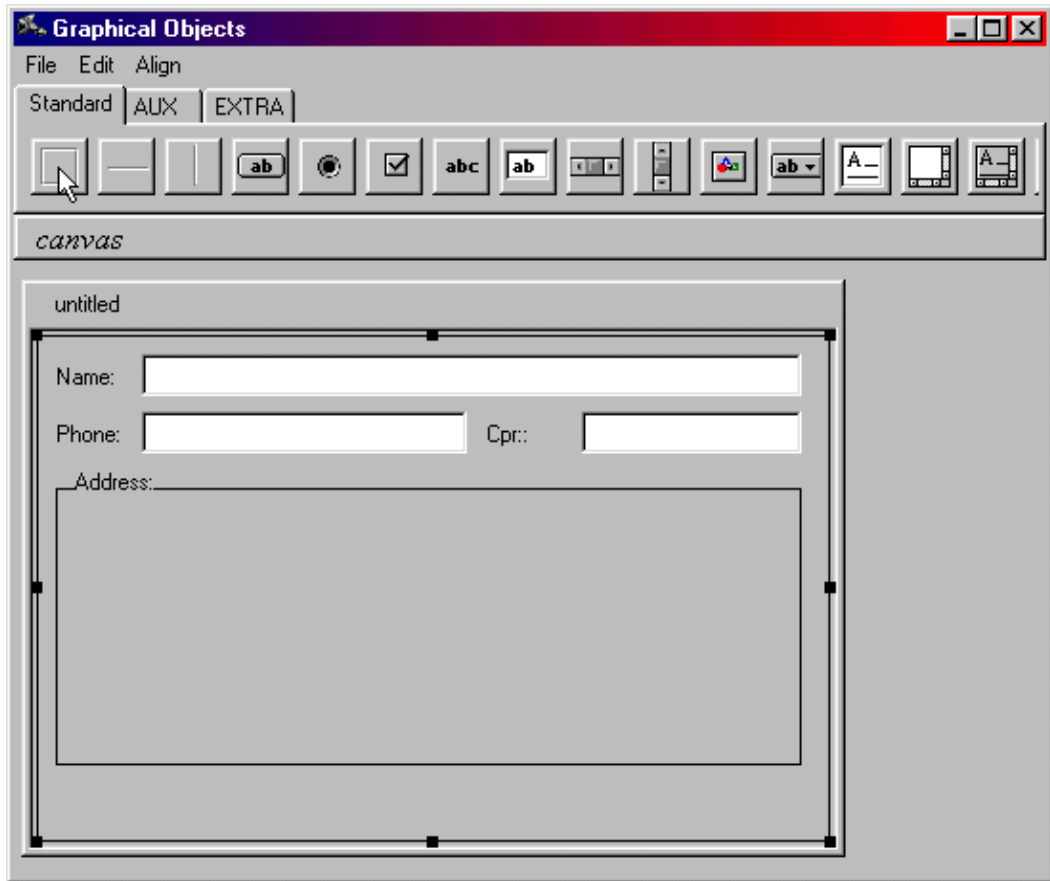 Graphical Objects
File Edit Align
Standard AUX EXTRA
ab abc ab ab A A
canvas
untitled
Name:
Phone: Cpr::
Address: